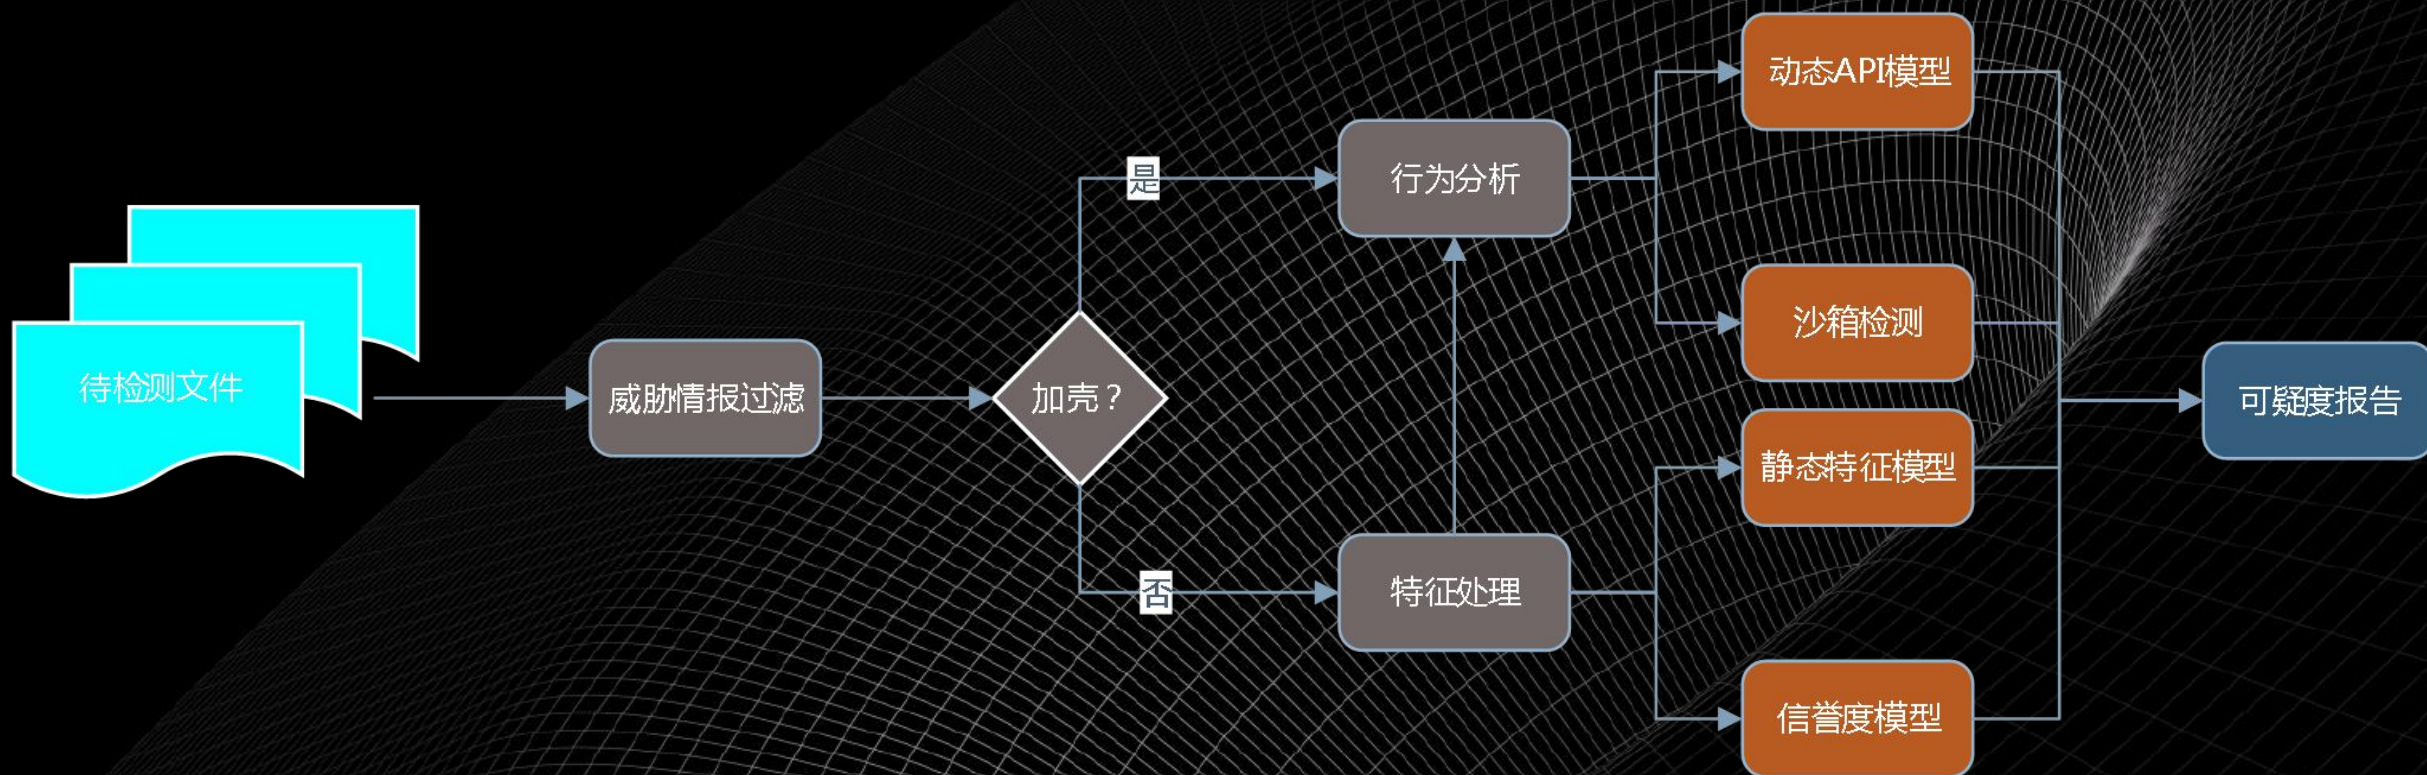 待检测文件
威胁情报过滤
加壳？
是
否
行为分析
特征处理
动态API模型
沙箱检测
静态特征模型
信誉度模型
可疑度报告